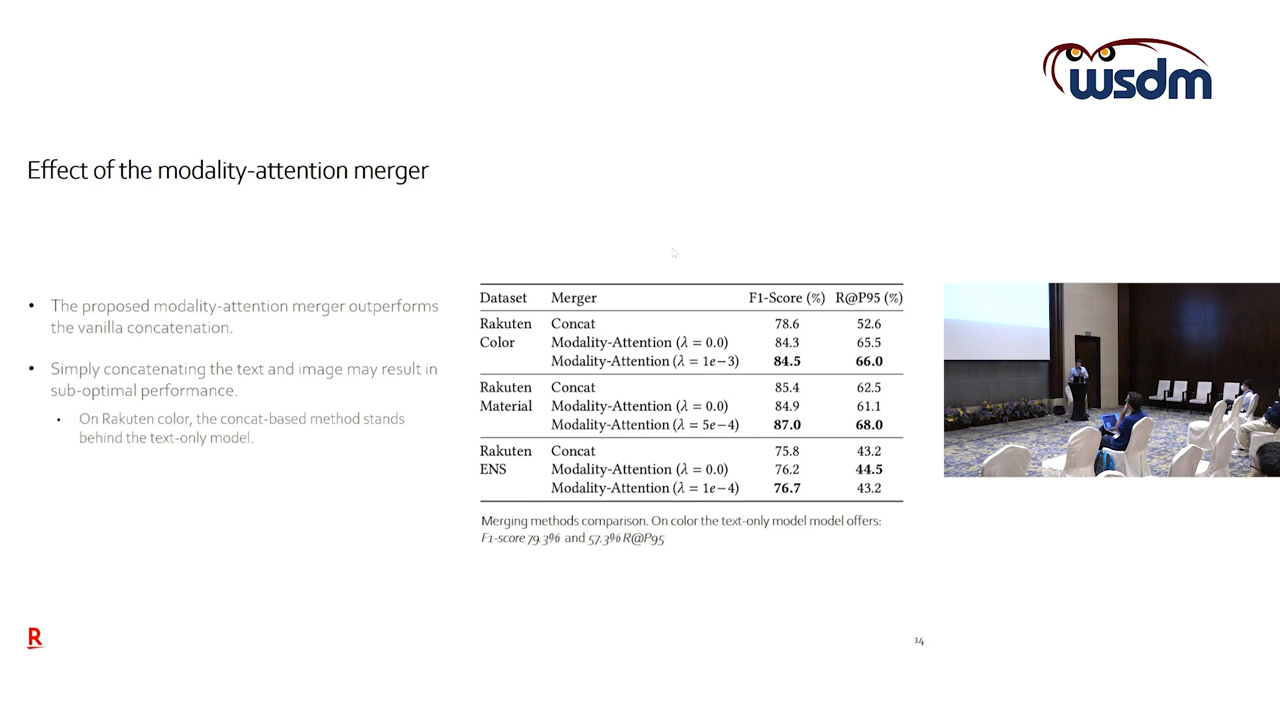 wsdm
Effect of the modality-attention merger
• The proposed modality-attention merger outperforms
the vanilla concatenation.
• Simply concatenating the text and image may result in
sub-optimal performance.
• On Rakuten color, the concat-based method stands
behind the text-only model.
Dataset Merger F1-Score (%) R@P95 (%)
Rakuten Concat 78.6 52.6
Color Modality-Attention (λ = 0.0) 84.3 65.5
Modality-Attention (λ = 1e−3) 84.5 66.0
Rakuten Concat 85.4 62.5
Material Modality-Attention (λ = 0.0) 84.9 61.1
Modality-Attention (λ = 5e−4) 87.0 68.0
Rakuten Concat 75.8 43.2
ENS Modality-Attention (λ = 0.0) 76.2 44.5
Modality-Attention (λ = 1e−4) 76.7 43.2
Merging methods comparison. On color the text-only model model offers:
F1-score 79.3% and 57.3% R@P95
R
14